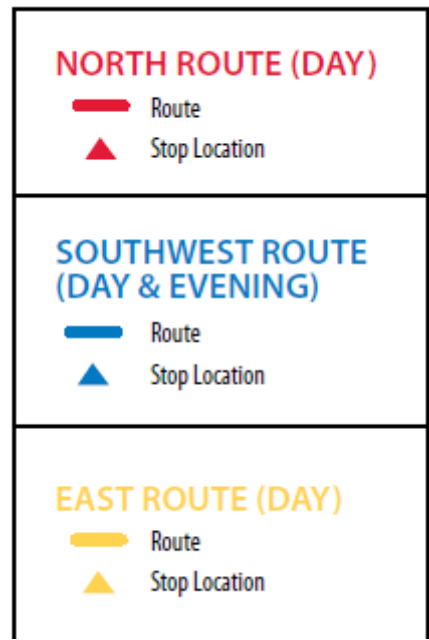 NORTH ROUTE (DAY)
Route
Stop Location
SOUTHWEST ROUTE
(DAY & EVENING)
Route
Stop Location
EAST ROUTE (DAY)
Route
Stop Location